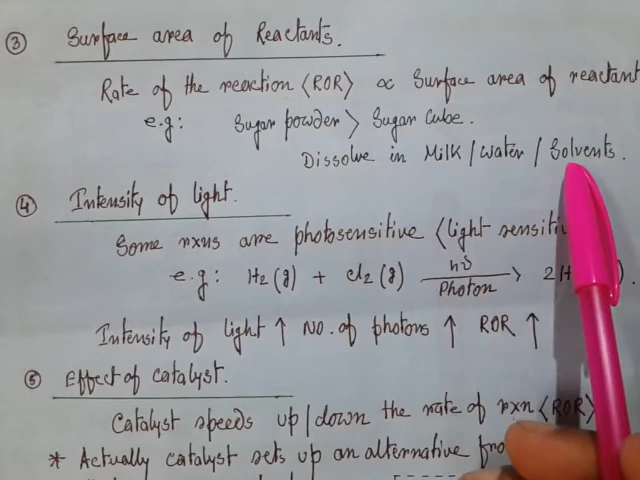 ③ Surface area of Reactants.
Rate of the reaction (ROR) ∝ Surface area of reactant
e.g: Sugar powder > Sugar Cube.
Dissolve in Milk / Water / Solvents.
④ Intensity of light.
Some rxns are photosensitive (light sensiti
e.g: H₂(g) + Cl₂(g) hν Photon > 2H ).
Intensity of light ↑ No. of photons ↑ ROR ↑
⑤ Effect of catalyst.
Catalyst speeds up / down the rate of rxn (ROR)
* Actually catalyst sets up an alternative